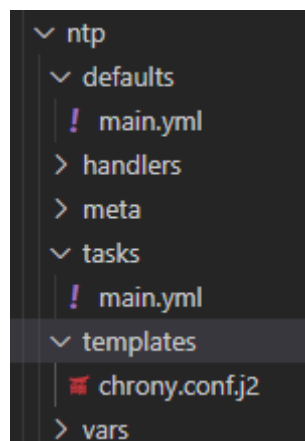 ntp
defaults
! main.yml
handlers
meta
tasks
! main.yml
templates
chrony.conf.j2
vars